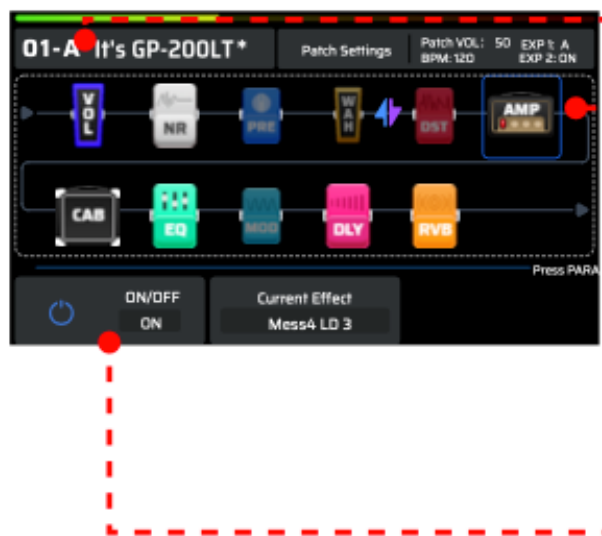 01-A It's GP-200LT*
Patch Settings
Patch VOL: 50 EXP 1: A
BPM: 120 EXP 2: ON
VOL
NR
PRE
WAH
DST
AMP
CAB
EQ
MOD
DLY
RVB
Press PARA
ON/OFF
ON
Current Effect
Mess4 LD 3